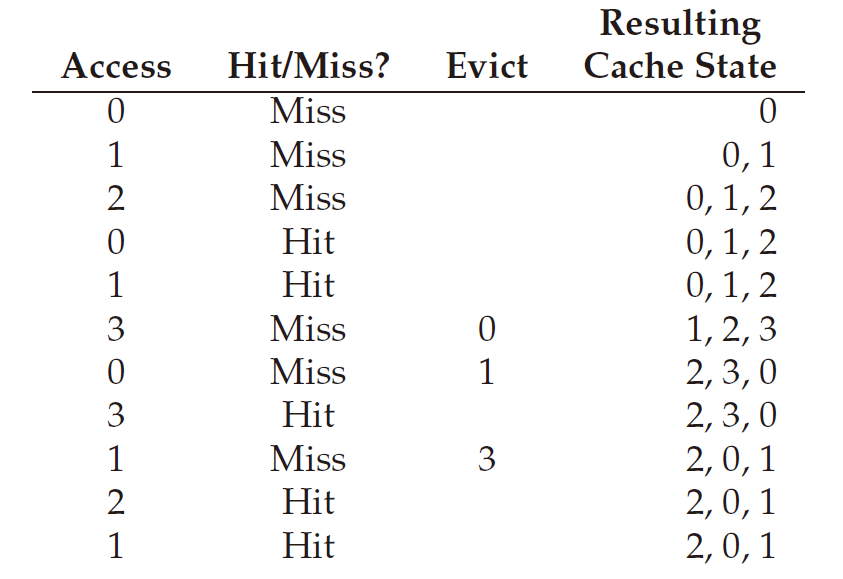 Resulting
Access Hit/Miss? Evict Cache State
0 Miss 0
1 Miss 0, 1
2 Miss 0, 1, 2
0 Hit 0, 1, 2
1 Hit 0, 1, 2
3 Miss 0 1, 2, 3
0 Miss 1 2, 3, 0
3 Hit 2, 3, 0
1 Miss 3 2, 0, 1
2 Hit 2, 0, 1
1 Hit 2, 0, 1